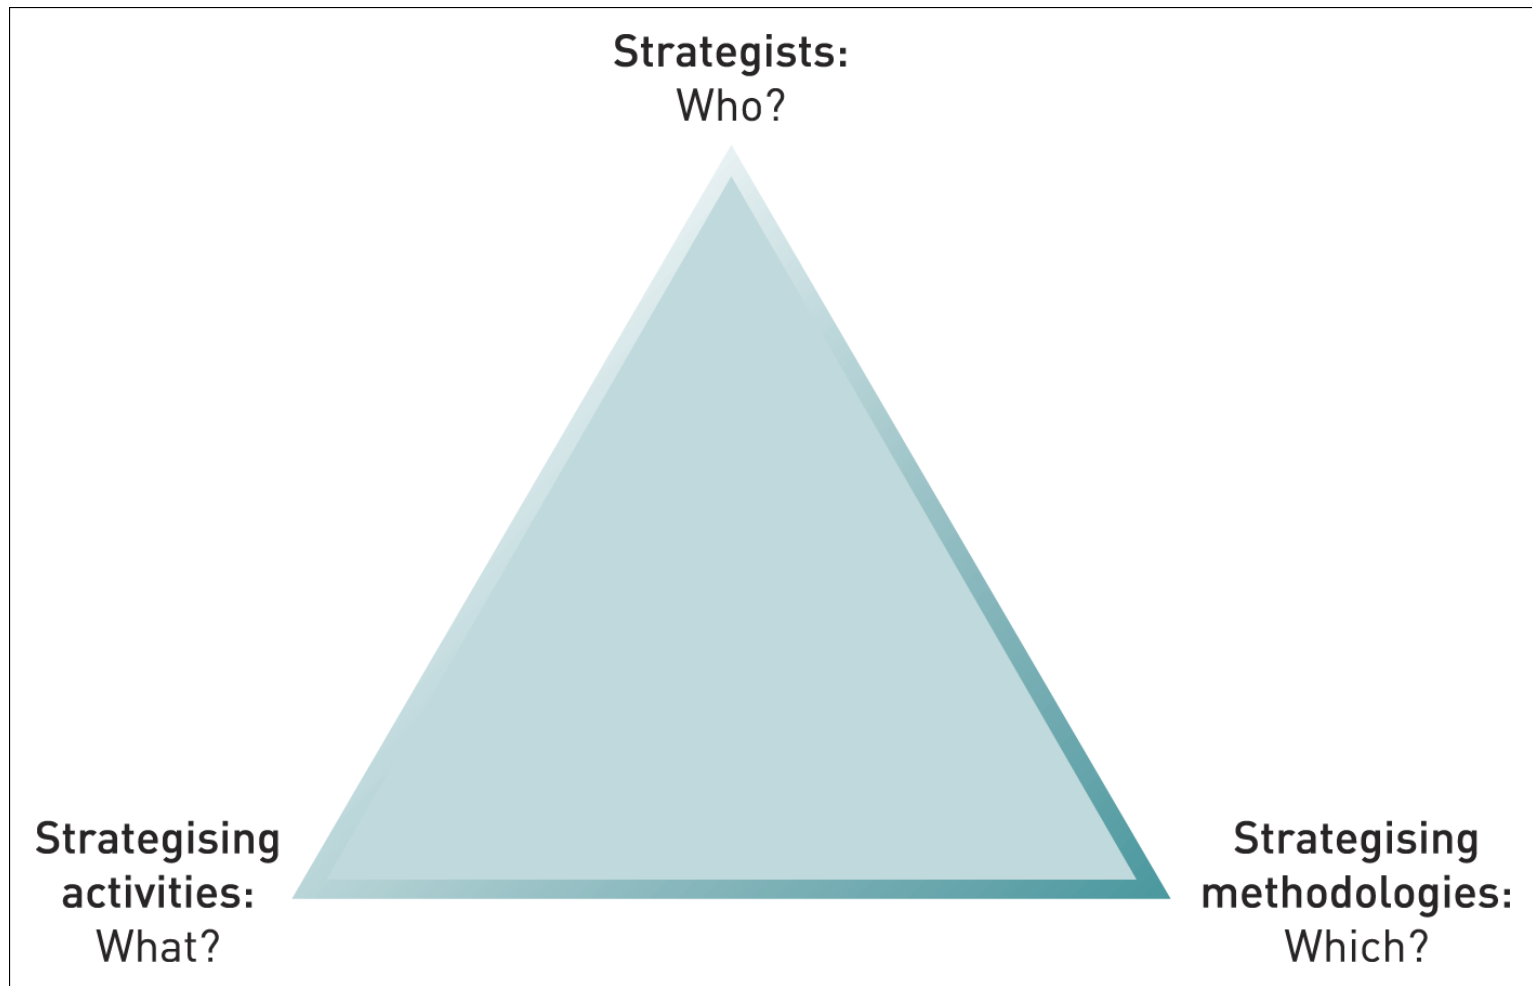 Strategists:
Who?
Strategising
activities:
What?
Strategising
methodologies:
Which?